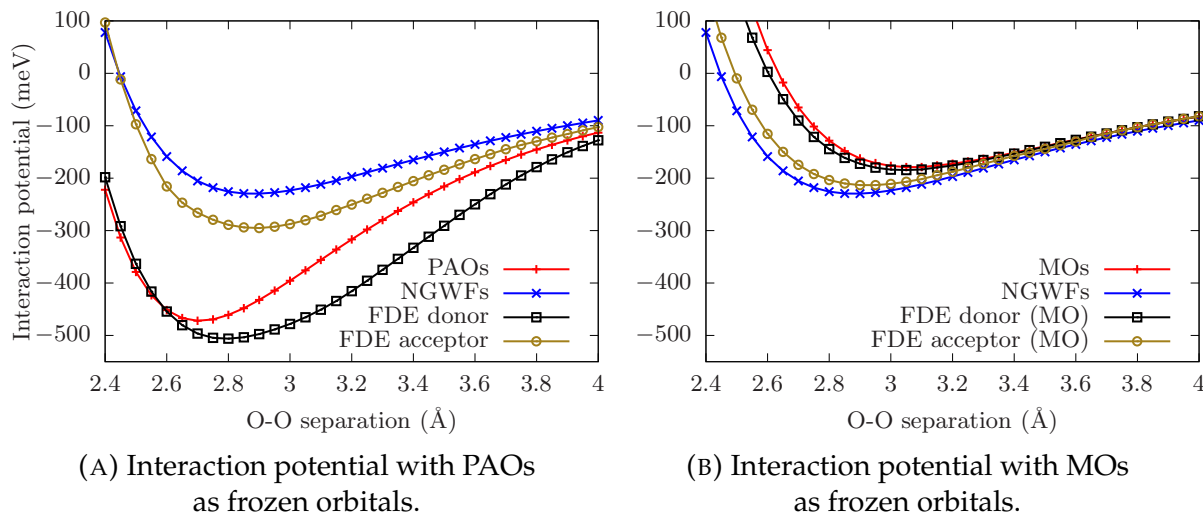 Interaction potential (meV)
100
0
−100
−200
−300
−400
−500
2.4 2.6 2.8 3 3.2 3.4 3.6 3.8 4
O-O separation (Å)
PAOs
NGWFs
FDE donor
FDE acceptor
(A) Interaction potential with PAOs
as frozen orbitals.
100
0
−100
−200
−300
−400
−500
2.4 2.6 2.8 3 3.2 3.4 3.6 3.8 4
O-O separation (Å)
MOs
NGWFs
FDE donor (MO)
FDE acceptor (MO)
(B) Interaction potential with MOs
as frozen orbitals.